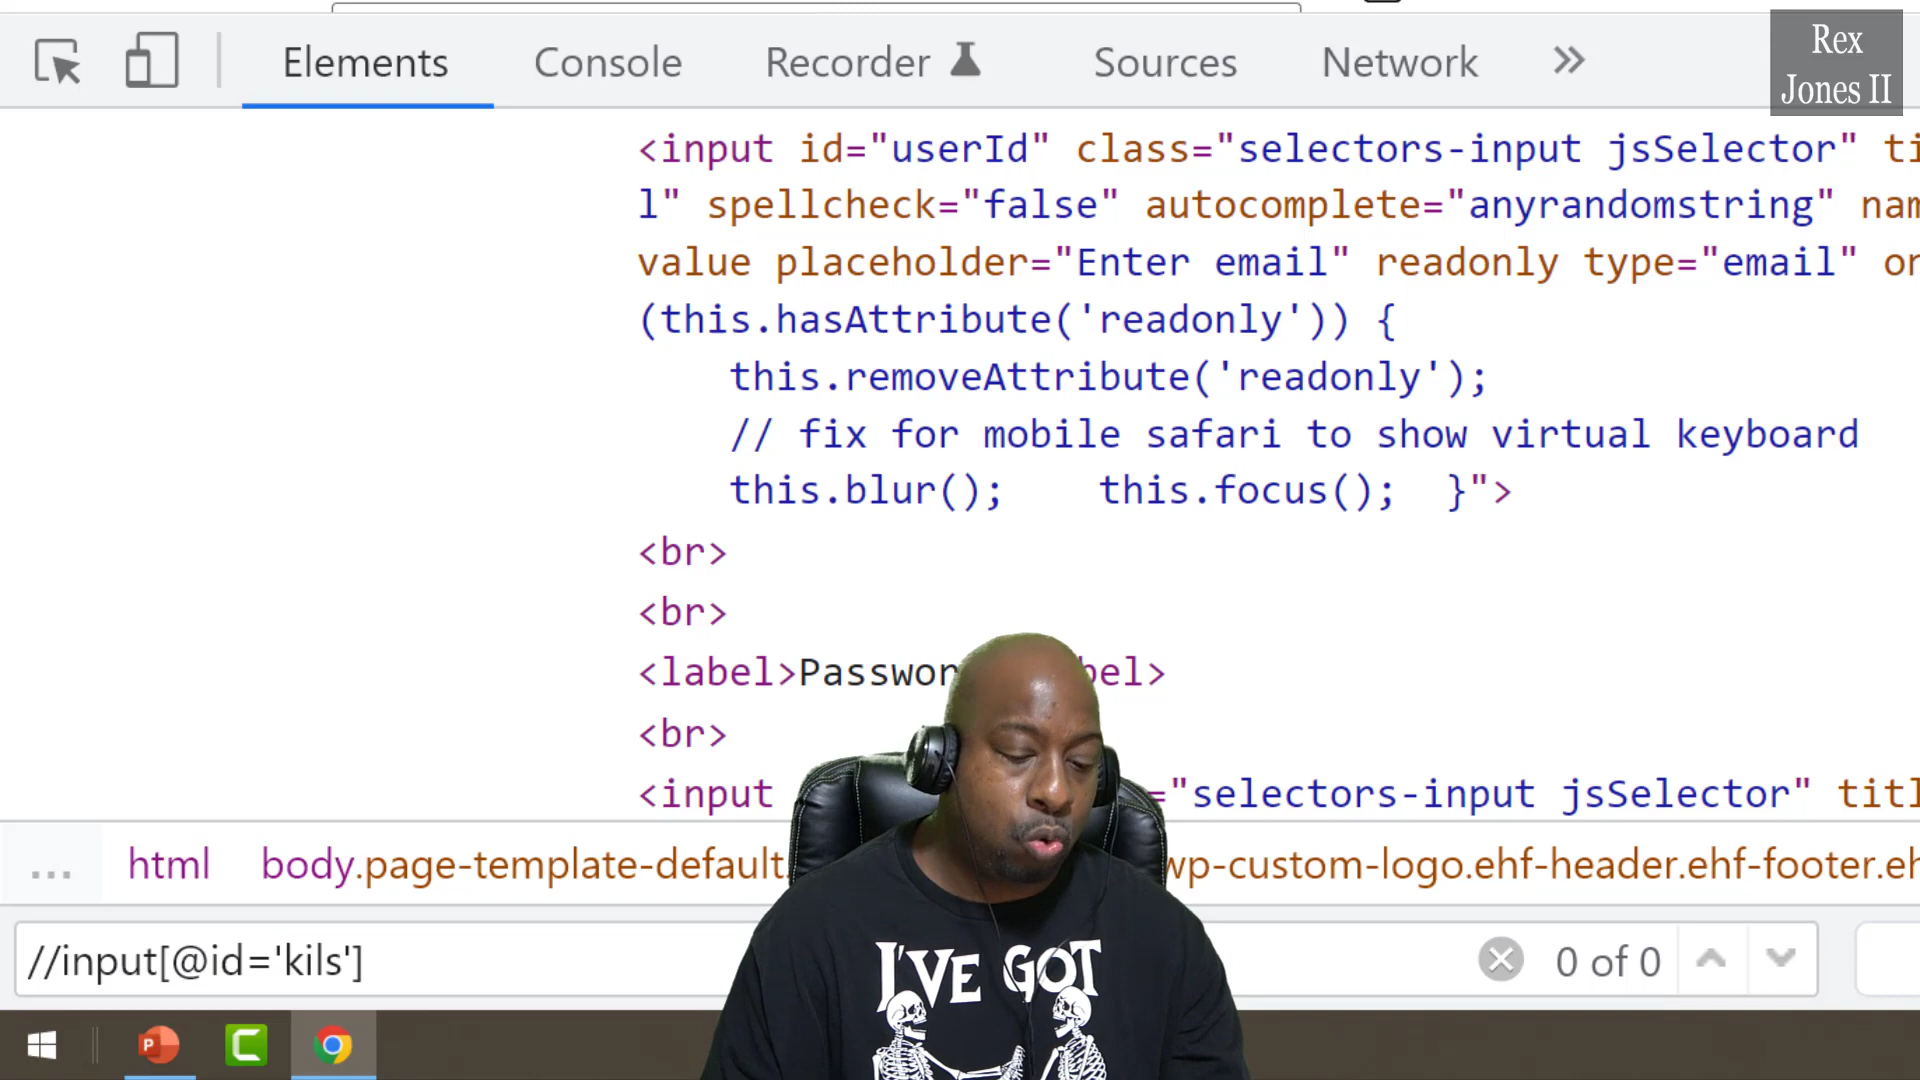 Rex
Jones II
Elements Console Recorder Sources Network »
<input id="userId" class="selectors-input jsSelector" ti
l" spellcheck="false" autocomplete="anyrandomstring" nam
value placeholder="Enter email" readonly type="email" on
(this.hasAttribute('readonly')) {
this.removeAttribute('readonly');
// fix for mobile safari to show virtual keyboard
this.blur(); this.focus(); }">
<br>
<br>
<label>Passwor bel>
<br>
<input ="selectors-input jsSelector" titl
... html body.page-template-default. wp-custom-logo.ehf-header.ehf-footer.eh
//input[@id='kils'] 0 of 0
I'VE GOT